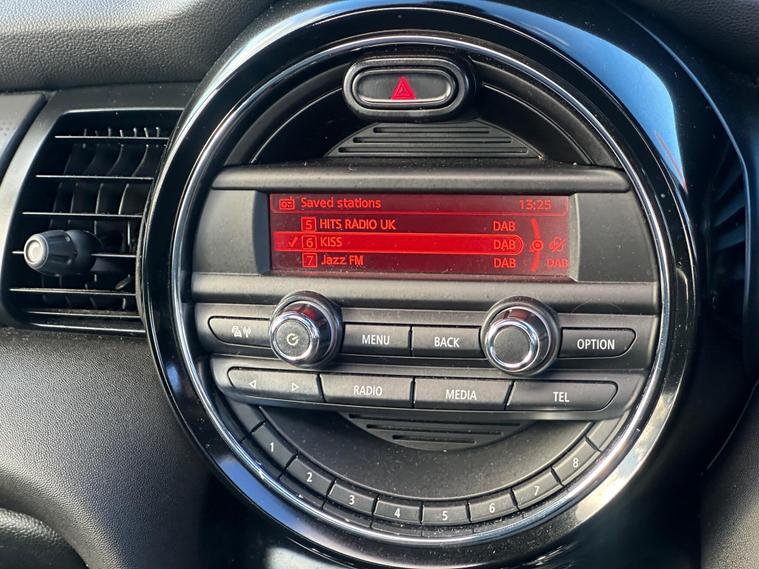 Saved stations 13:25
5 HITS RADIO UK DAB
6 KISS DAB
7 Jazz FM DAB DAB
MENU BACK OPTION
RADIO MEDIA TEL
1 2 3 4 5 6 7 8